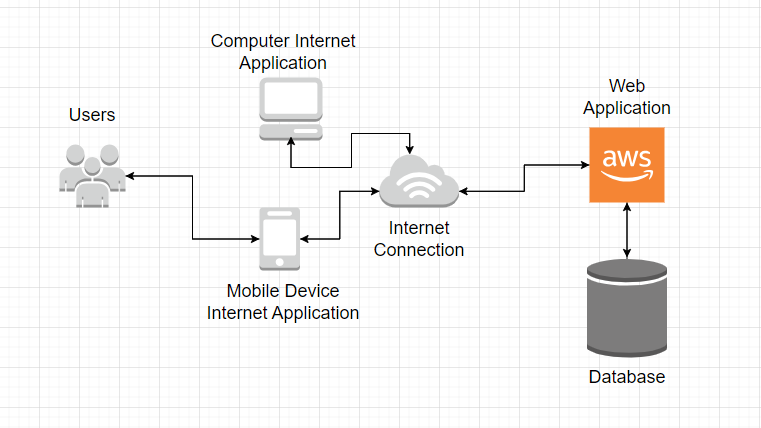 Computer Internet
Application
Users
Web
Application
aws
Internet
Connection
Mobile Device
Internet Application
Database